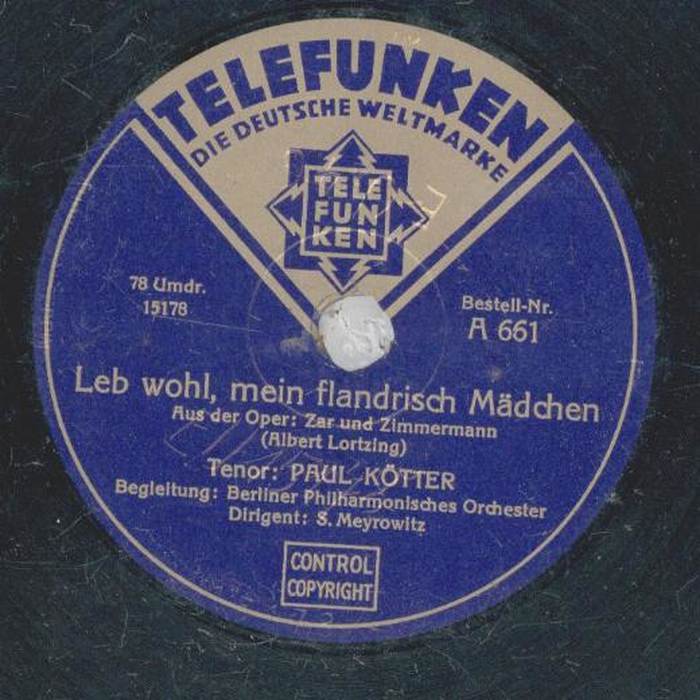 TELEFUNKEN
DIE DEUTSCHE WELTMARKE
TELE
FUN
KEN
78 Umdr.
15178
Bestell-Nr.
A 661
Leb wohl, mein flandrisch Mädchen
Aus der Oper: Zar und Zimmermann
(Albert Lortzing)
Tenor: PAUL KÖTTER
Begleitung: Berliner Philharmonisches Orchester
Dirigent: S. Meyrowitz
CONTROL
COPYRIGHT